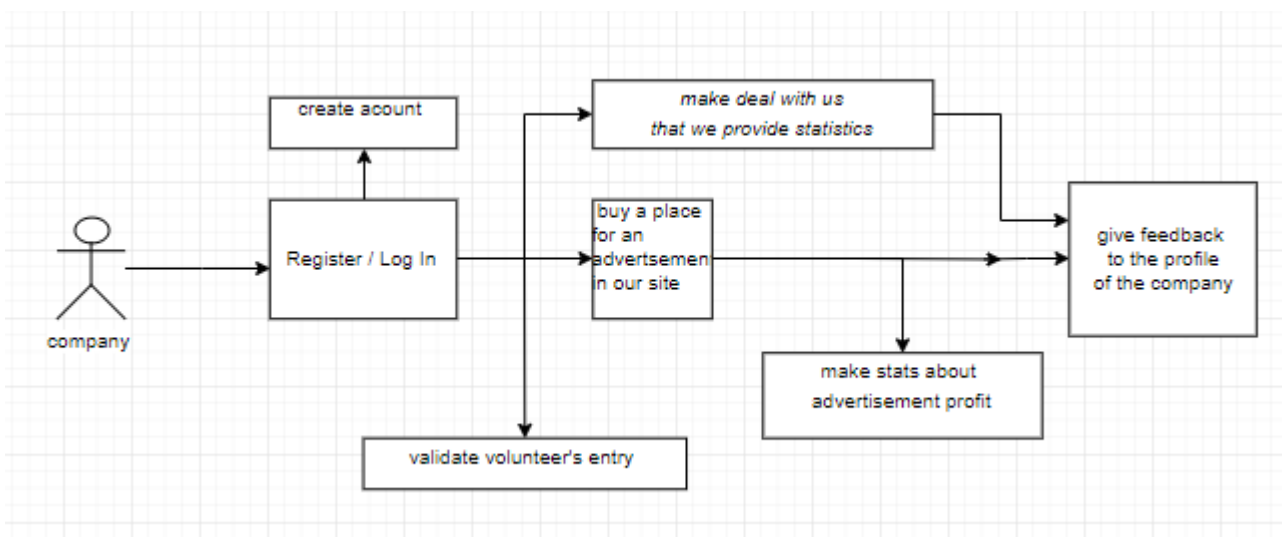 create acount
make deal with us
that we provide statistics
Register / Log In
buy a place
for an
advertsemen
in our site
give feedback
to the profile
of the company
company
make stats about
advertisement profit
validate volunteer's entry